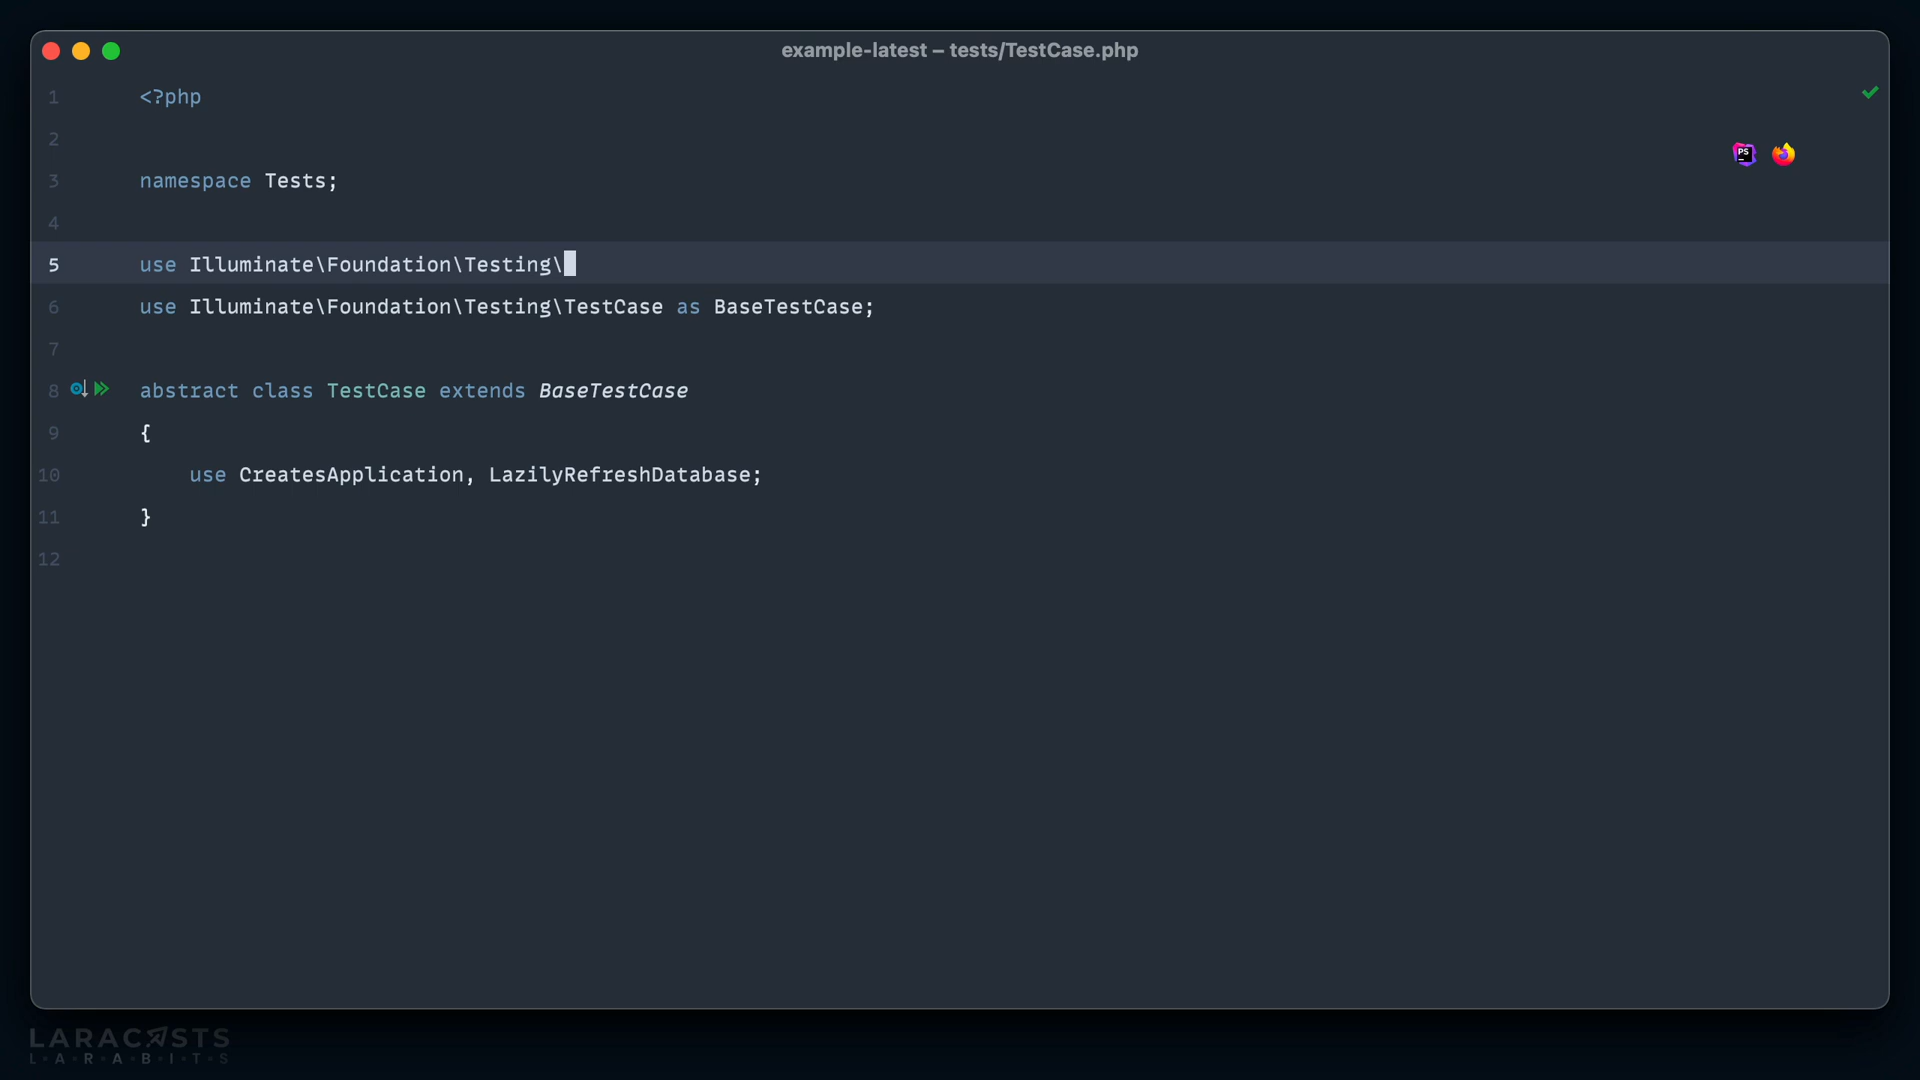 example-latest – tests/TestCase.php
1 <?php
2
3 namespace Tests;
4
5 use Illuminate\Foundation\Testing\
6 use Illuminate\Foundation\Testing\TestCase as BaseTestCase;
7
8 abstract class TestCase extends BaseTestCase
9 {
10 use CreatesApplication, LazilyRefreshDatabase;
11 }
12
PS
LARACASTS
L·A·R·A·B·I·T·S